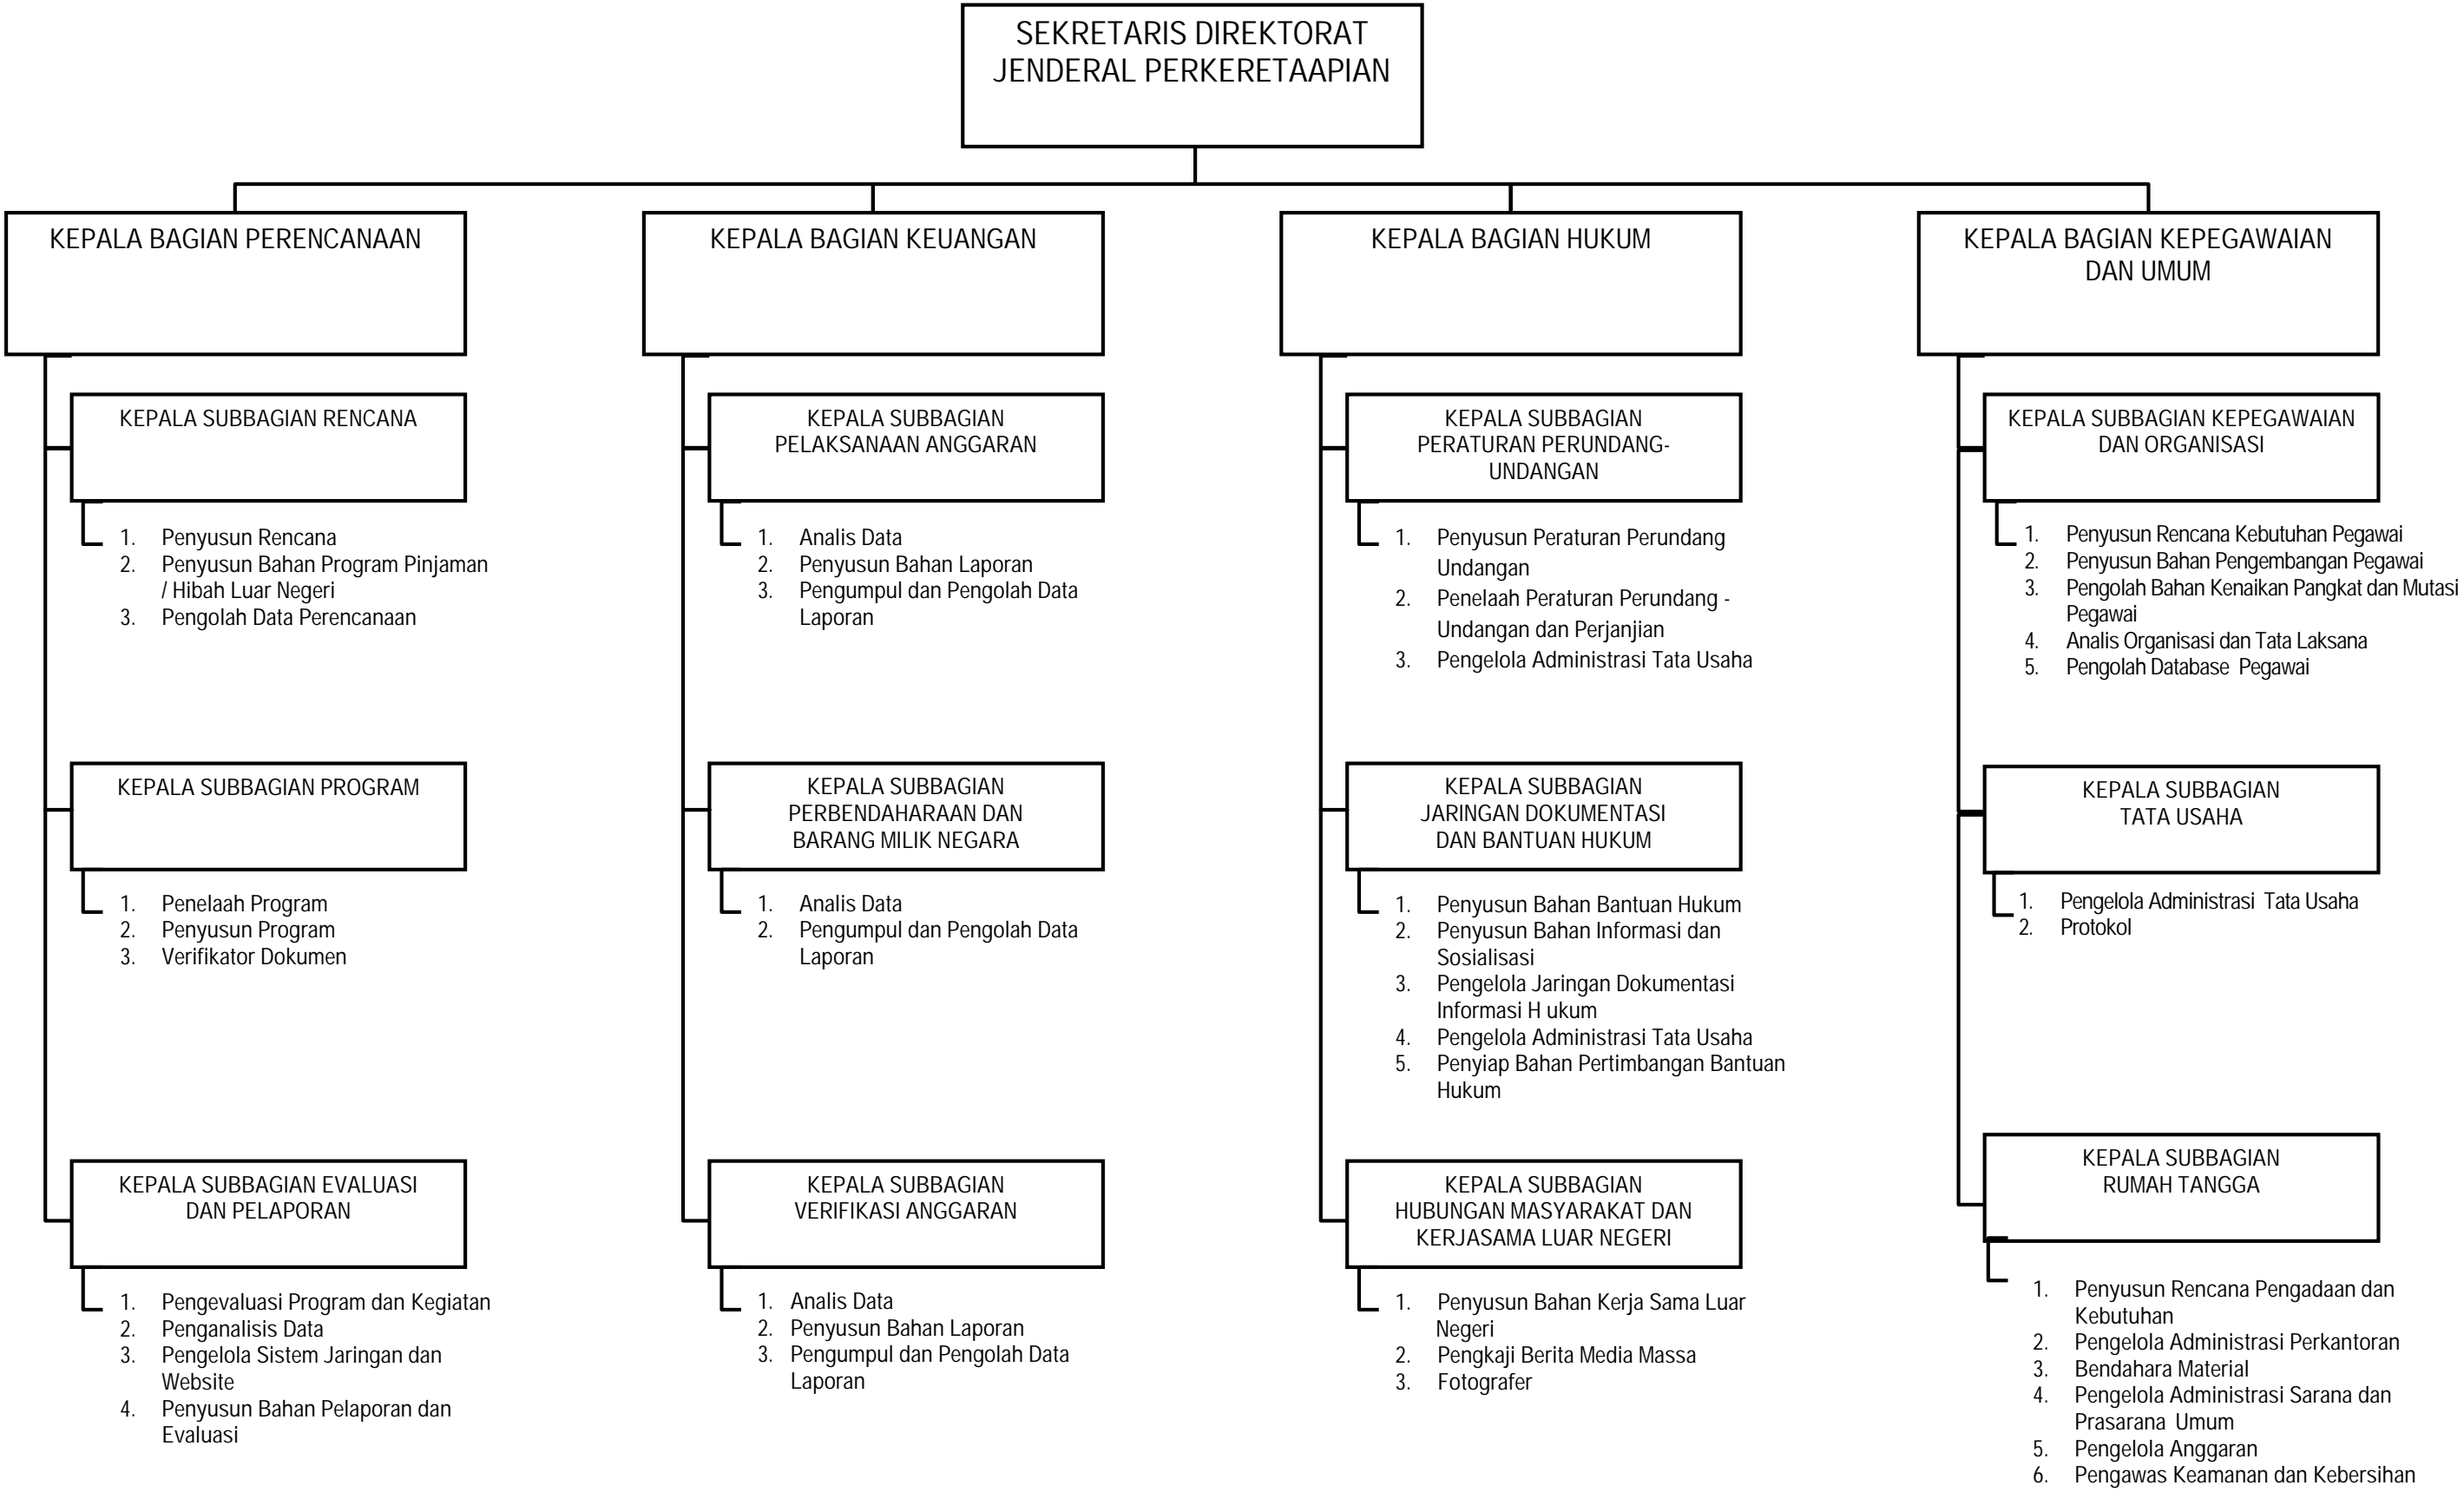 SEKRETARIS DIREKTORAT
JENDERAL PERKERETAAPIAN
KEPALA BAGIAN PERENCANAAN
KEPALA SUBBAGIAN RENCANA
1. Penyusun Rencana
2. Penyusun Bahan Program Pinjaman
/ Hibah Luar Negeri
3. Pengolah Data Perencanaan
KEPALA SUBBAGIAN PROGRAM
1. Penelaah Program
2. Penyusun Program
3. Verifikator Dokumen
KEPALA SUBBAGIAN EVALUASI
DAN PELAPORAN
1. Pengevaluasi Program dan Kegiatan
2. Penganalisis Data
3. Pengelola Sistem Jaringan dan
Website
4. Penyusun Bahan Pelaporan dan
Evaluasi
KEPALA BAGIAN KEUANGAN
KEPALA SUBBAGIAN
PELAKSANAAN ANGGARAN
1. Analis Data
2. Penyusun Bahan Laporan
3. Pengumpul dan Pengolah Data
Laporan
KEPALA SUBBAGIAN
PERBENDAHARAAN DAN
BARANG MILIK NEGARA
1. Analis Data
2. Pengumpul dan Pengolah Data
Laporan
KEPALA SUBBAGIAN
VERIFIKASI ANGGARAN
1. Analis Data
2. Penyusun Bahan Laporan
3. Pengumpul dan Pengolah Data
Laporan
KEPALA BAGIAN HUKUM
KEPALA SUBBAGIAN
PERATURAN PERUNDANG-
UNDANGAN
1. Penyusun Peraturan Perundang
Undangan
2. Penelaah Peraturan Perundang -
Undangan dan Perjanjian
3. Pengelola Administrasi Tata Usaha
KEPALA SUBBAGIAN
JARINGAN DOKUMENTASI
DAN BANTUAN HUKUM
1. Penyusun Bahan Bantuan Hukum
2. Penyusun Bahan Informasi dan
Sosialisasi
3. Pengelola Jaringan Dokumentasi
Informasi H ukum
4. Pengelola Administrasi Tata Usaha
5. Penyiap Bahan Pertimbangan Bantuan
Hukum
KEPALA SUBBAGIAN
HUBUNGAN MASYARAKAT DAN
KERJASAMA LUAR NEGERI
1. Penyusun Bahan Kerja Sama Luar
Negeri
2. Pengkaji Berita Media Massa
3. Fotografer
KEPALA BAGIAN KEPEGAWAIAN
DAN UMUM
KEPALA SUBBAGIAN KEPEGAWAIAN
DAN ORGANISASI
1. Penyusun Rencana Kebutuhan Pegawai
2. Penyusun Bahan Pengembangan Pegawai
3. Pengolah Bahan Kenaikan Pangkat dan Mutasi
Pegawai
4. Analis Organisasi dan Tata Laksana
5. Pengolah Database Pegawai
KEPALA SUBBAGIAN
TATA USAHA
1. Pengelola Administrasi Tata Usaha
2. Protokol
KEPALA SUBBAGIAN
RUMAH TANGGA
1. Penyusun Rencana Pengadaan dan
Kebutuhan
2. Pengelola Administrasi Perkantoran
3. Bendahara Material
4. Pengelola Administrasi Sarana dan
Prasarana Umum
5. Pengelola Anggaran
6. Pengawas Keamanan dan Kebersihan